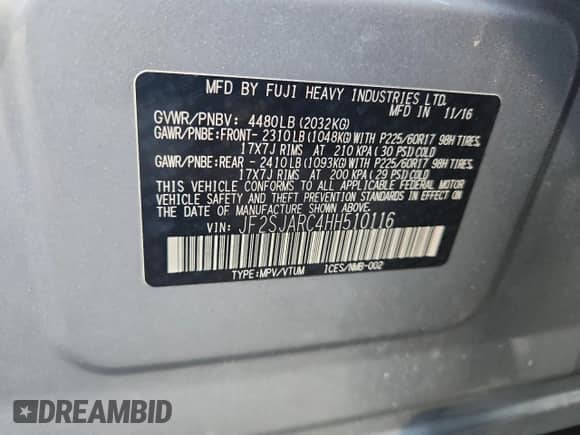 MFD BY FUJI HEAVY INDUSTRIES LTD.
MFD IN 11/16
GVWR/PNBV: 4480LB(2032KG)
GAWR/PNBE:FRONT-2310LB(1048KG)WITH P225/60R17 98H TIRES,
17X7J RIMS AT 210 KPA(30 PSI)COLD
GAWR/PNBE:REAR -2410LB(1093KG)WITH P225/60R17 98H TIRES,
17X7J RIMS AT 200 KPA(29 PSI)COLD
THIS VEHICLE CONFORMS TO ALL APPLICABLE FEDERAL MOTOR
VEHICLE SAFETY AND THEFT PREVENTION STANDARDS IN EFFECT ON
THE DATE OF MANUFACTURE SHOWN ABOVE.
VIN: JF2SJARC4HH510116
TYPE:MPV/VTUM ICES/NMB-002
DREAMBID